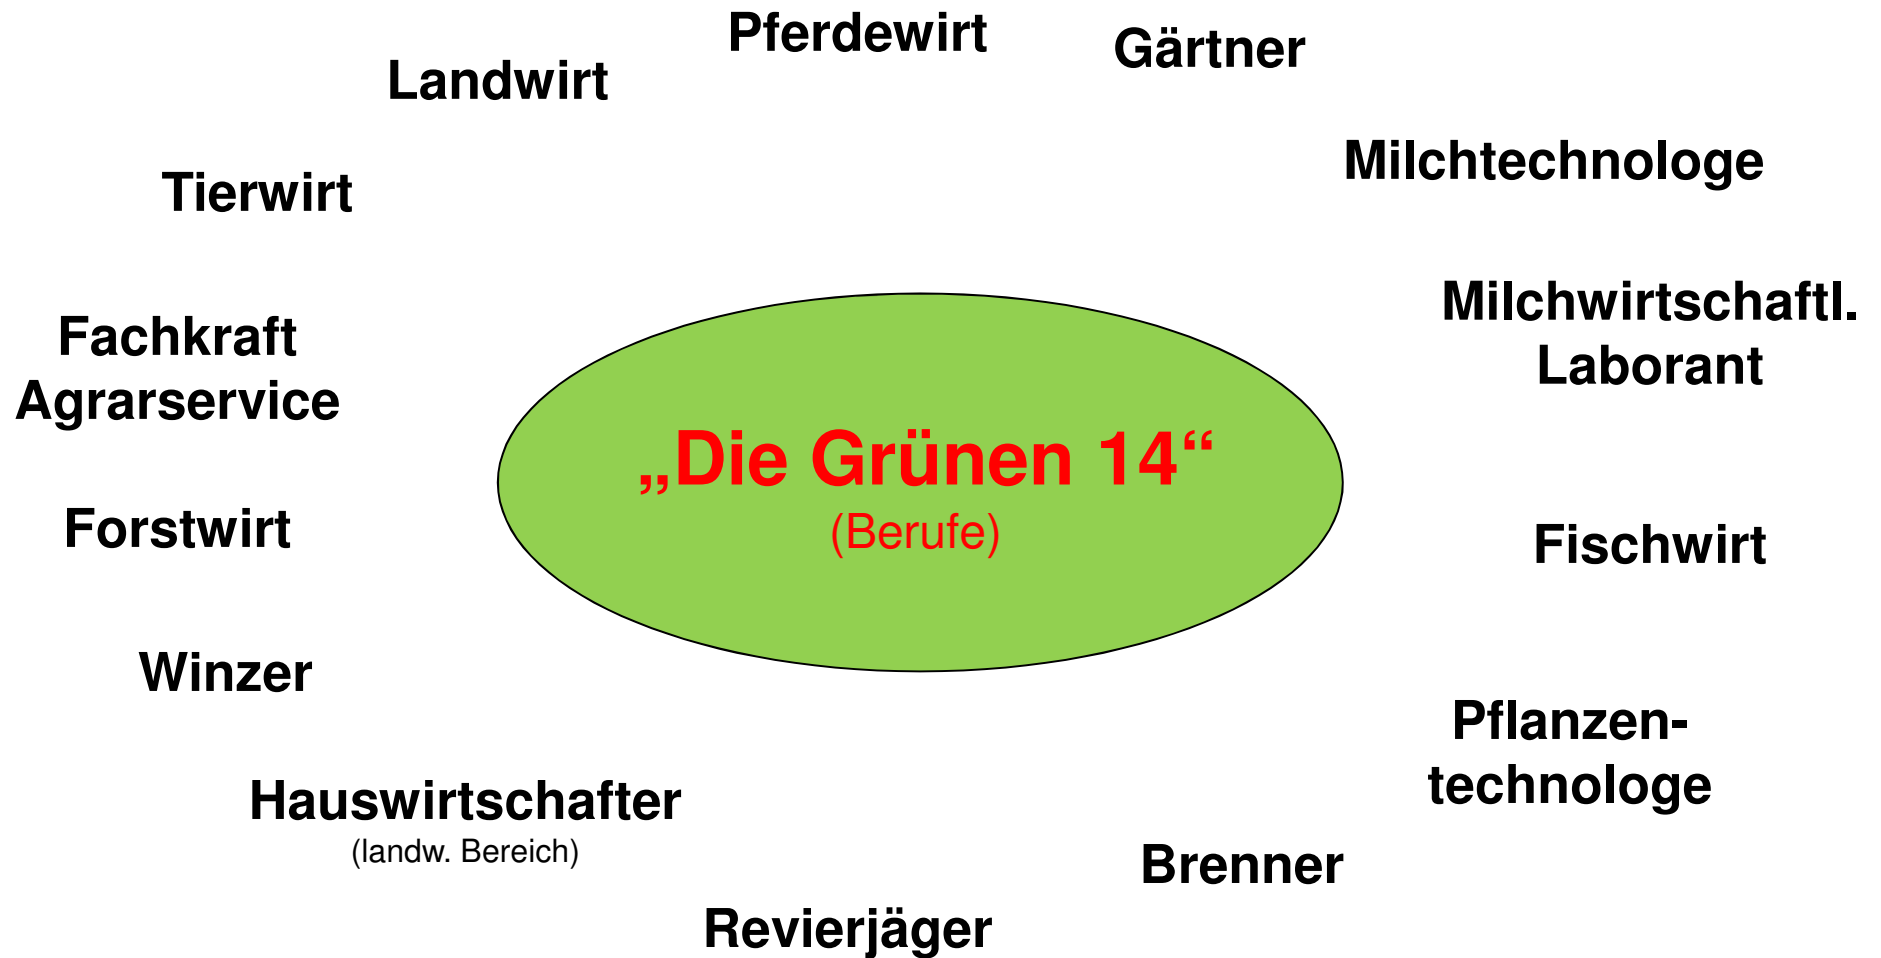 Pferdewirt
Gärtner
Landwirt
Milchtechnologe
Tierwirt
Milchwirtschaftl.
Laborant
Fachkraft
Agrarservice
„Die Grünen 14“
(Berufe)
Forstwirt
Fischwirt
Winzer
Pflanzen-
technologe
Hauswirtschafter
(landw. Bereich)
Brenner
Revierjäger